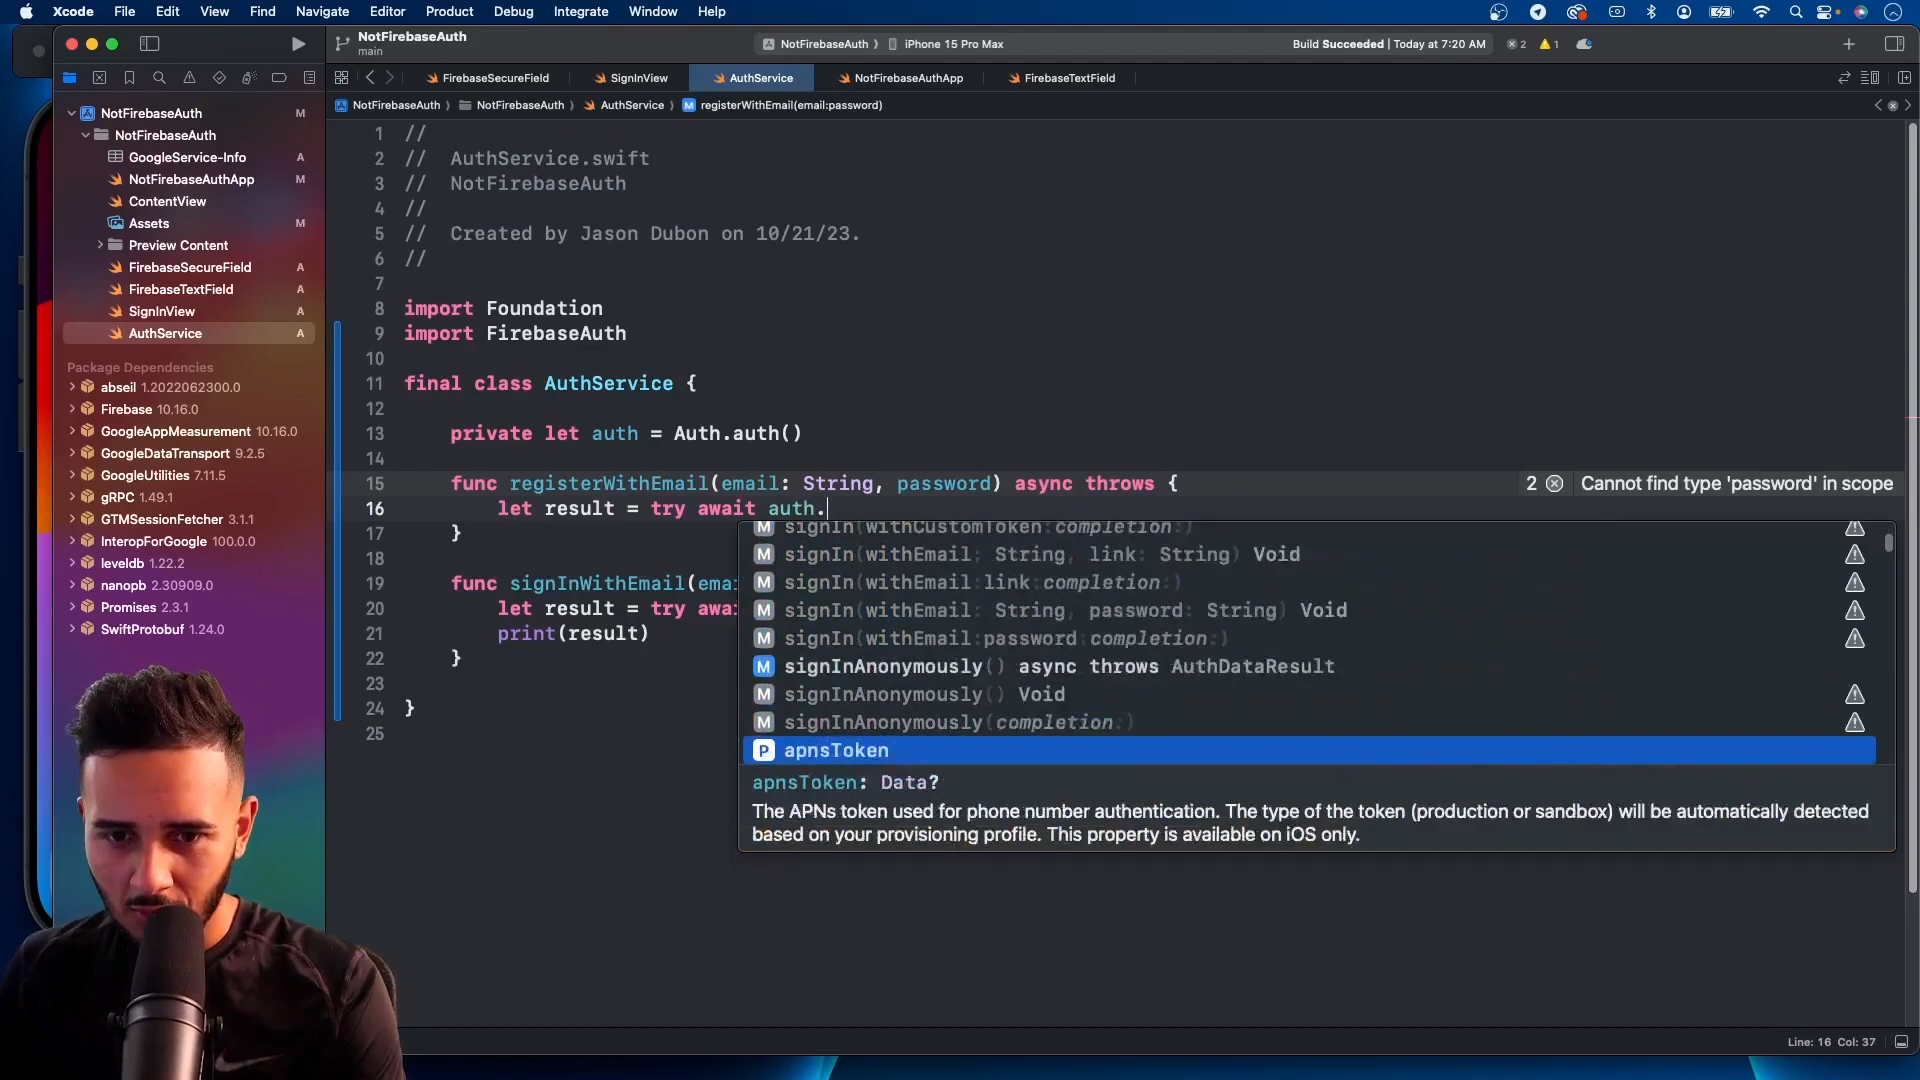 Xcode File Edit View Find Navigate Editor Product Debug Integrate Window Help
NotFirebaseAuth
main
NotFirebaseAuth iPhone 15 Pro Max
Build Succeeded | Today at 7:20 AM 2 1
FirebaseSecureField SignInView AuthService NotFirebaseAuthApp FirebaseTextField
NotFirebaseAuth NotFirebaseAuth AuthService M registerWithEmail(email:password)
NotFirebaseAuth M
NotFirebaseAuth
GoogleService-Info A
NotFirebaseAuthApp M
ContentView
Assets M
Preview Content
FirebaseSecureField A
FirebaseTextField A
SignInView A
AuthService A
Package Dependencies
abseil 1.2022062300.0
Firebase 10.16.0
GoogleAppMeasurement 10.16.0
GoogleDataTransport 9.2.5
GoogleUtilities 7.11.5
gRPC 1.49.1
GTMSessionFetcher 3.1.1
InteropForGoogle 100.0.0
leveldb 1.22.2
nanopb 2.30909.0
Promises 2.3.1
SwiftProtobuf 1.24.0
1 //
2 // AuthService.swift
3 // NotFirebaseAuth
4 //
5 // Created by Jason Dubon on 10/21/23.
6 //
7
8 import Foundation
9 import FirebaseAuth
10
11 final class AuthService {
12
13 private let auth = Auth.auth()
14
15 func registerWithEmail(email: String, password) async throws { 2 Cannot find type 'password' in scope
16 let result = try await auth.
17 }
18
19 func signInWithEmail(ema
20 let result = try awa
21 print(result)
22 }
23
24 }
25
M signIn(withCustomToken:completion:)
M signIn(withEmail: String, link: String) Void
M signIn(withEmail:link:completion:)
M signIn(withEmail: String, password: String) Void
M signIn(withEmail:password:completion:)
M signInAnonymously() async throws AuthDataResult
M signInAnonymously() Void
M signInAnonymously(completion:)
P apnsToken
apnsToken: Data?
The APNs token used for phone number authentication. The type of the token (production or sandbox) will be automatically detected
based on your provisioning profile. This property is available on iOS only.
Line: 16 Col: 37